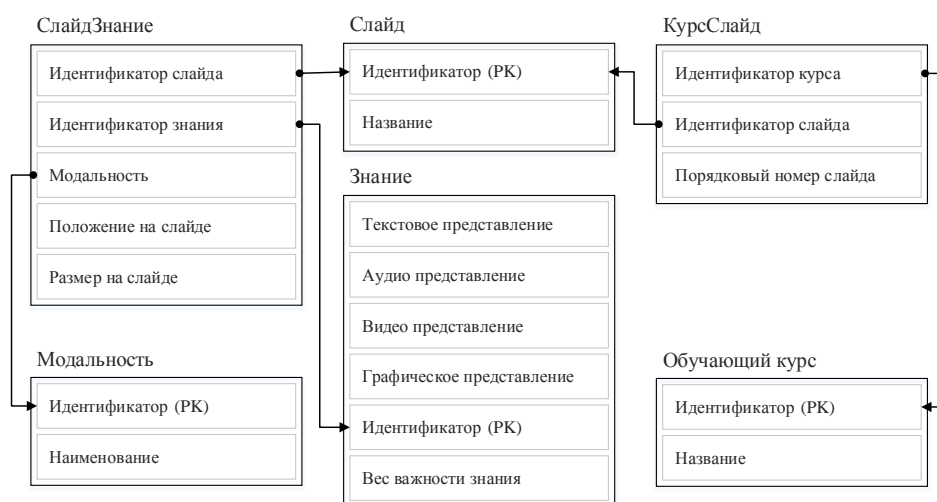 СлайдЗнание
Идентификатор слайда
Идентификатор знания
Модальность
Положение на слайде
Размер на слайде
Модальность
Идентификатор (PK)
Наименование
Слайд
Идентификатор (PK)
Название
Знание
Текстовое представление
Аудио представление
Видео представление
Графическое представление
Идентификатор (PK)
Вес важности знания
КурсСлайд
Идентификатор курса
Идентификатор слайда
Порядковый номер слайда
Обучающий курс
Идентификатор (PK)
Название